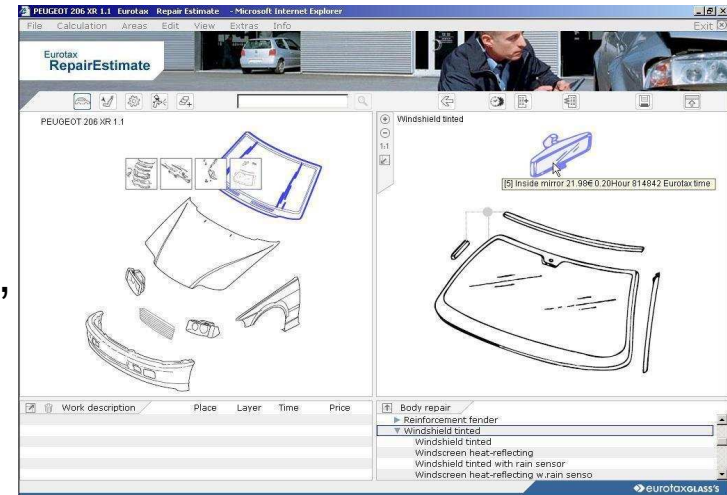 PEUGEOT 206 XR 1.1 Eurotax Repair Estimate - Microsoft Internet Explorer
File Calculation Areas Edit View Extras Info Exit
Eurotax
RepairEstimate
PEUGEOT 206 XR 1.1
Windshield tinted
1:1
[5] Inside mirror 21.98€ 0.20Hour 814842 Eurotax time
,
Work description Place Layer Time Price
Body repair
Reinforcement fender
Windshield tinted
Windshield tinted
Windscreen heat-reflecting
Windshield tinted with rain sensor
Windscreen heat-reflecting w.rain senso
eurotaxGLASS'S